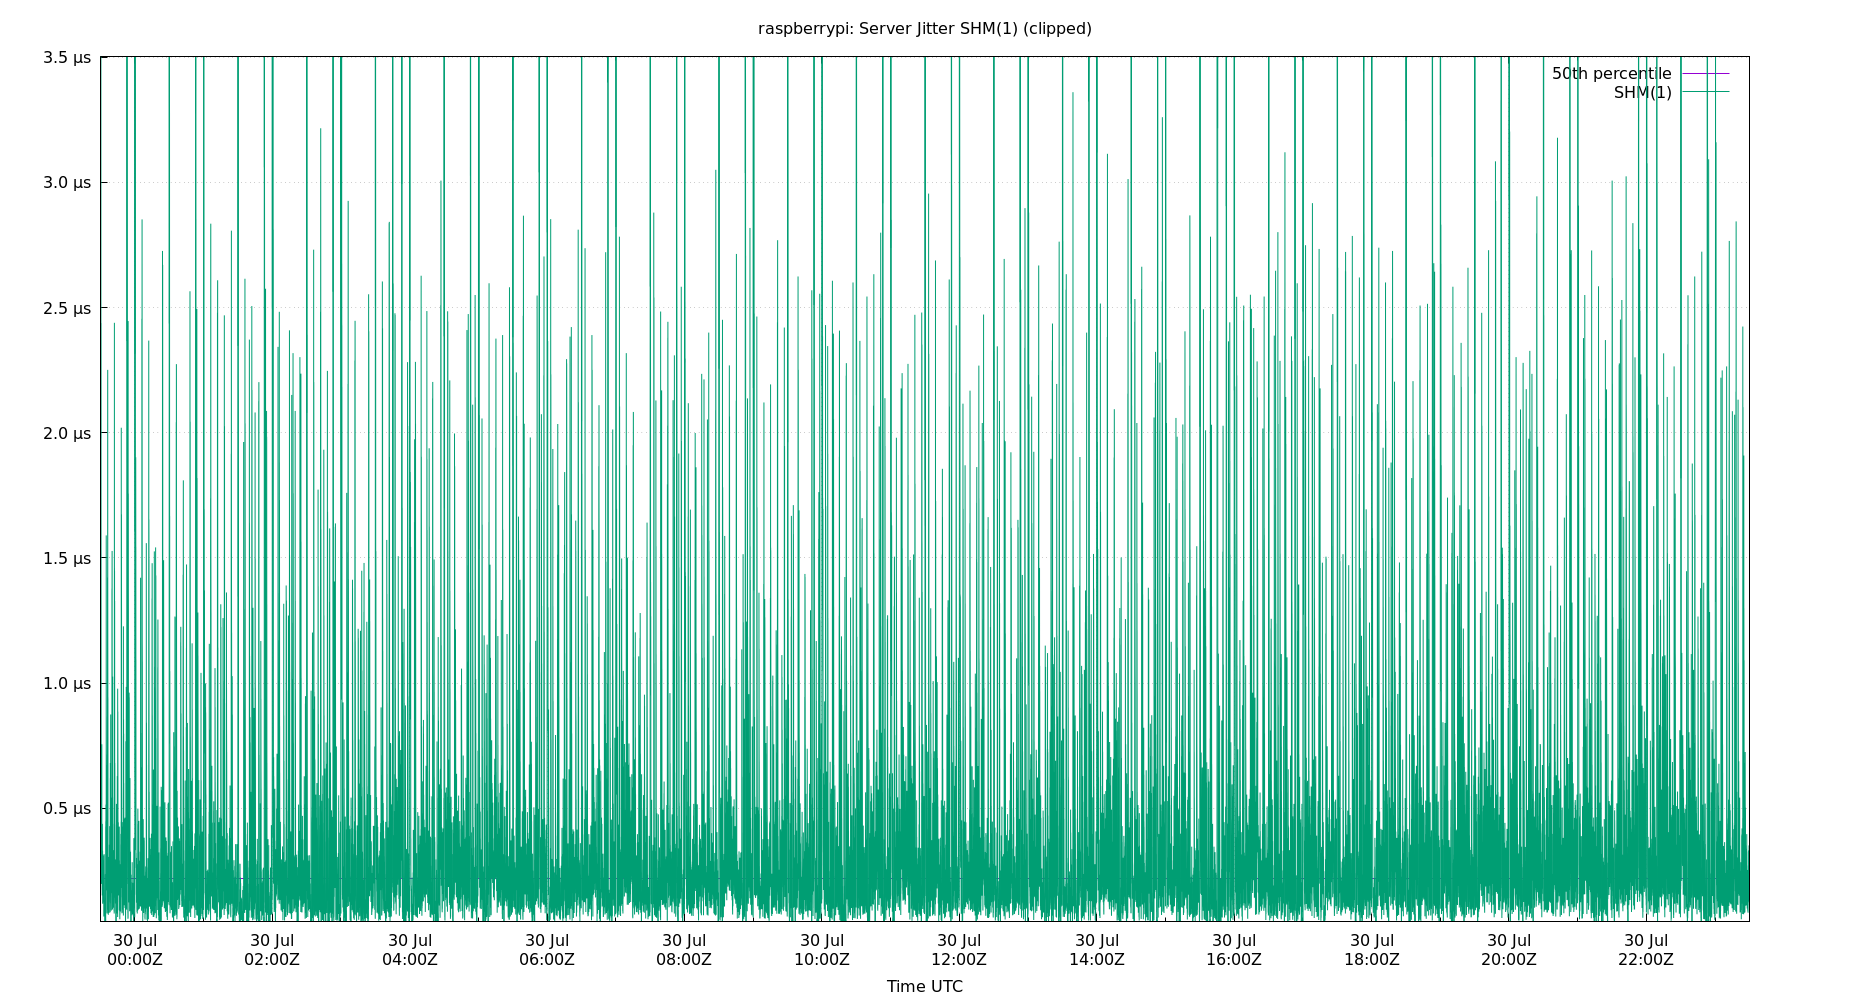 raspberrypi: Server Jitter SHM(1) (clipped)
3.5 µs
50th percentile
SHM(1)
3.0 µs
2.5 µs
2.0 µs
1.5 µs
1.0 µs
0.5 µs
30 Jul 30 Jul 30 Jul 30 Jul 30 Jul 30 Jul 30 Jul 30 Jul 30 Jul 30 Jul 30 Jul 30 Jul
00:00Z 02:00Z 04:00Z 06:00Z 08:00Z 10:00Z 12:00Z 14:00Z 16:00Z 18:00Z 20:00Z 22:00Z
Time UTC